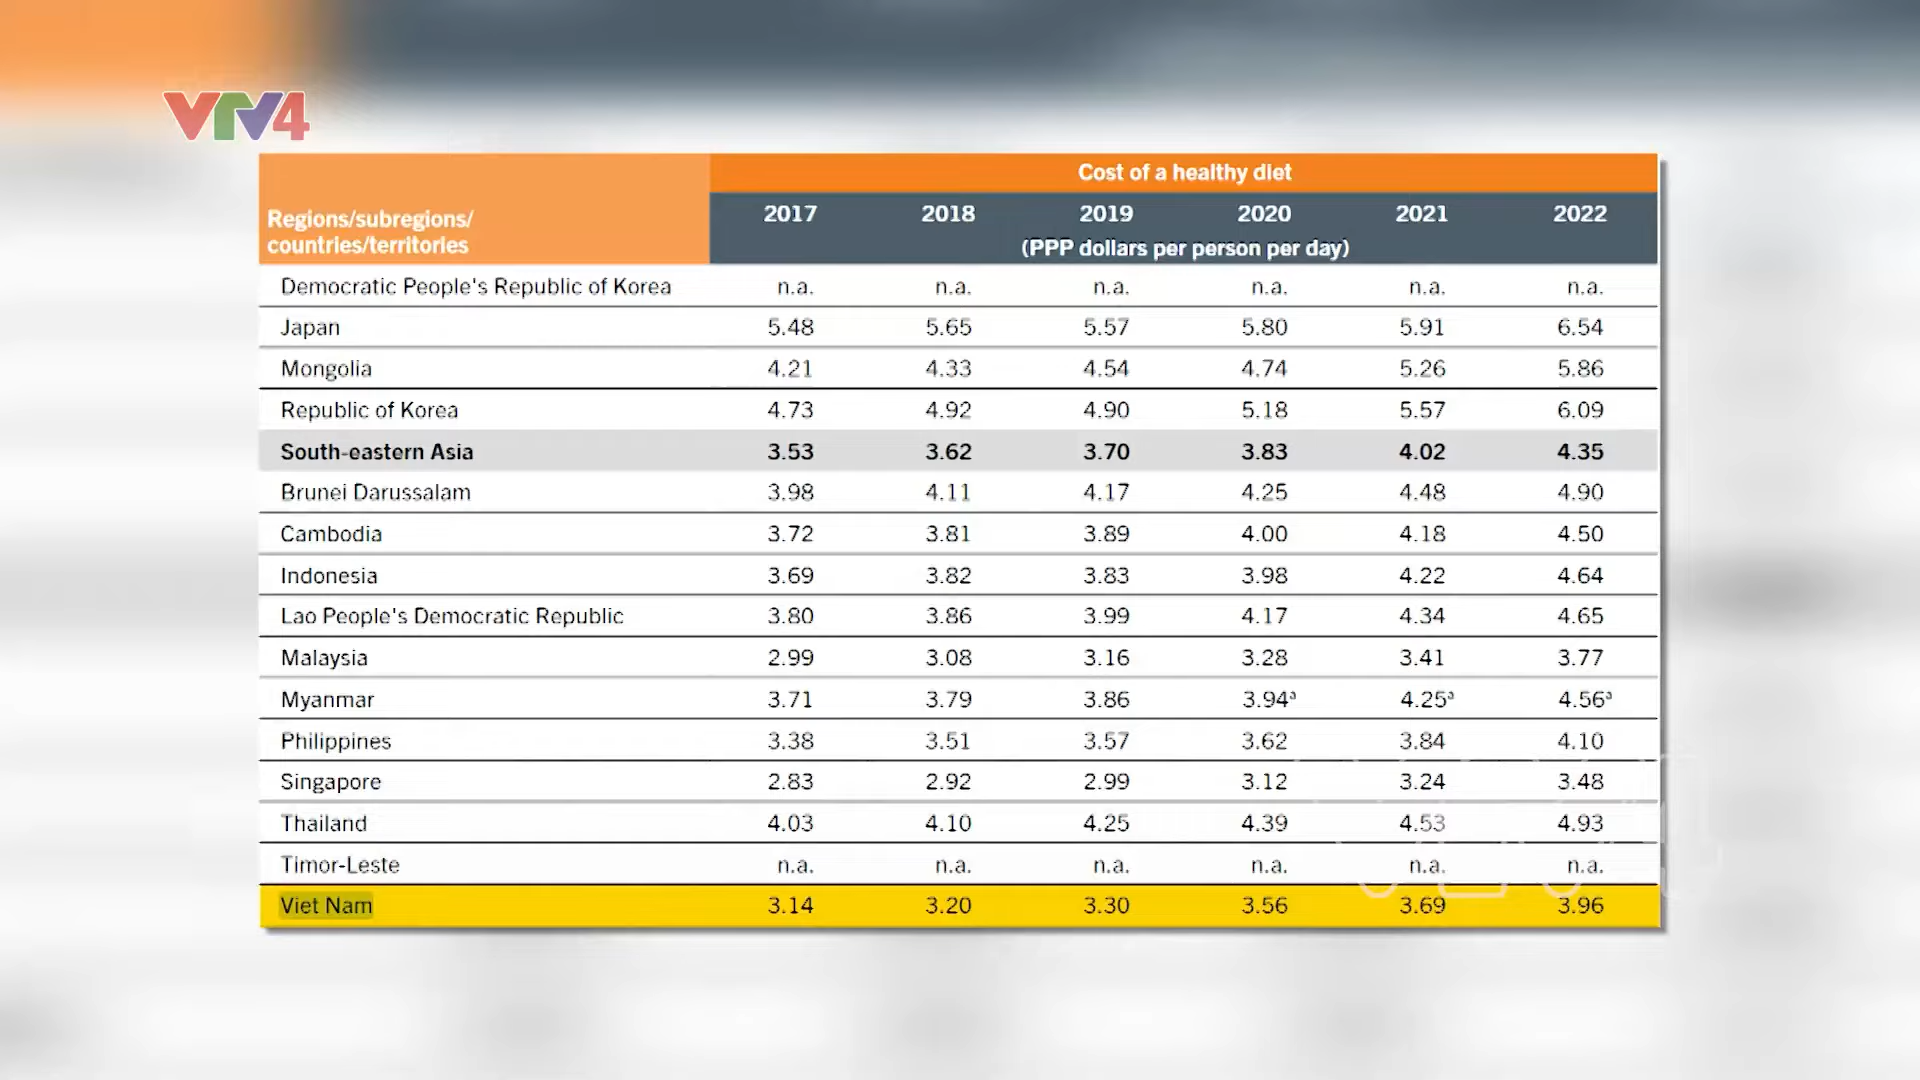 VTV4
Cost of a healthy diet
Regions/subregions/
countries/territories
2017 2018 2019 2020 2021 2022
(PPP dollars per person per day)
Democratic People's Republic of Korea n.a. n.a. n.a. n.a. n.a. n.a.
Japan 5.48 5.65 5.57 5.80 5.91 6.54
Mongolia 4.21 4.33 4.54 4.74 5.26 5.86
Republic of Korea 4.73 4.92 4.90 5.18 5.57 6.09
South-eastern Asia 3.53 3.62 3.70 3.83 4.02 4.35
Brunei Darussalam 3.98 4.11 4.17 4.25 4.48 4.90
Cambodia 3.72 3.81 3.89 4.00 4.18 4.50
Indonesia 3.69 3.82 3.83 3.98 4.22 4.64
Lao People's Democratic Republic 3.80 3.86 3.99 4.17 4.34 4.65
Malaysia 2.99 3.08 3.16 3.28 3.41 3.77
Myanmar 3.71 3.79 3.86 3.94ᵃ 4.25ᵃ 4.56ᵃ
Philippines 3.38 3.51 3.57 3.62 3.84 4.10
Singapore 2.83 2.92 2.99 3.12 3.24 3.48
Thailand 4.03 4.10 4.25 4.39 4.53 4.93
Timor-Leste n.a. n.a. n.a. n.a. n.a. n.a.
Viet Nam 3.14 3.20 3.30 3.56 3.69 3.96